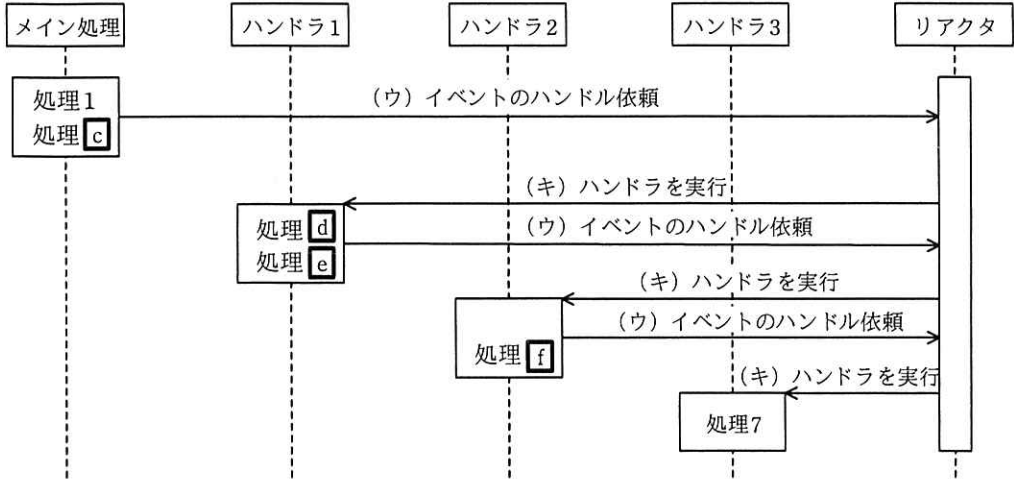 メイン処理
ハンドラ1
ハンドラ2
ハンドラ3
リアクタ
処理1
処理 c
(ウ) イベントのハンドル依頼
(キ) ハンドラを実行
処理 d
処理 e
(ウ) イベントのハンドル依頼
(キ) ハンドラを実行
(ウ) イベントのハンドル依頼
処理 f
(キ) ハンドラを実行
処理7